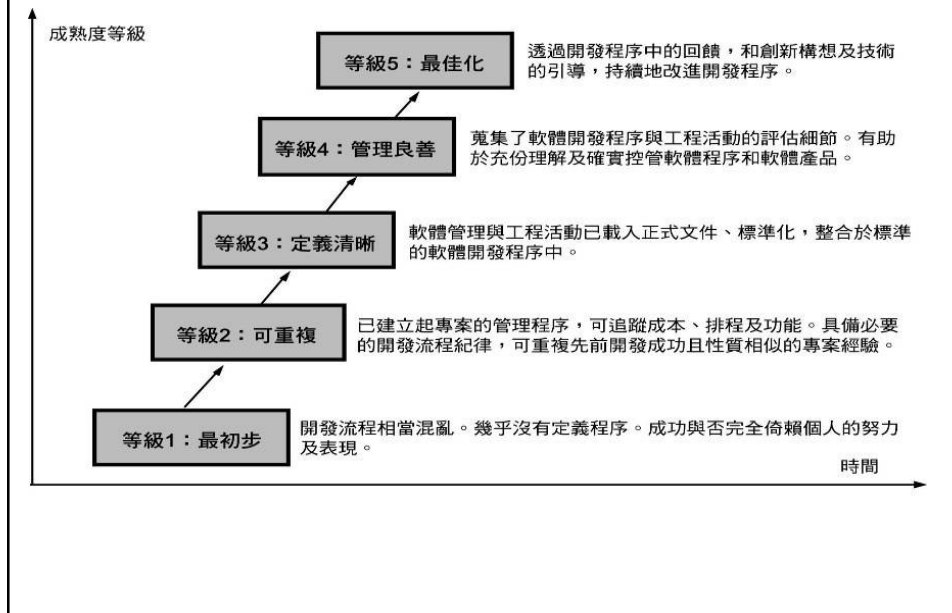 成熟度等級
等級5：最佳化
透過開發程序中的回饋，和創新構想及技術
的引導，持續地改進開發程序。
等級4：管理良善
蒐集了軟體開發程序與工程活動的評估細節。有助
於充份理解及確實控管軟體程序和軟體產品。
等級3：定義清晰
軟體管理與工程活動已載入正式文件、標準化，整合於標準
的軟體開發程序中。
等級2：可重複
已建立起專案的管理程序，可追蹤成本、排程及功能。具備必要
的開發流程紀律，可重複先前開發成功且性質相似的專案經驗。
等級1：最初步
開發流程相當混亂。幾乎沒有定義程序。成功與否完全倚賴個人的努力
及表現。
時間